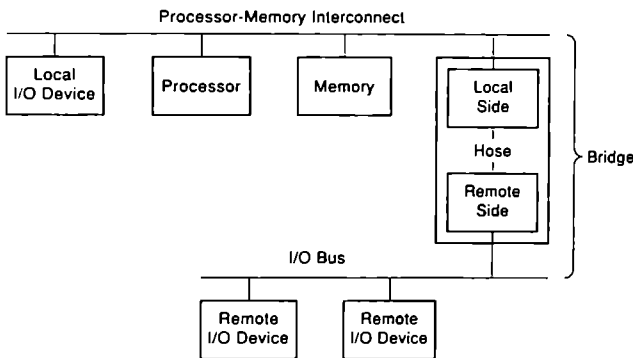 Processor-Memory Interconnect
Local
I/O Device
Processor
Memory
Local
Side
Hose
Remote
Side
Bridge
I/O Bus
Remote
I/O Device
Remote
I/O Device